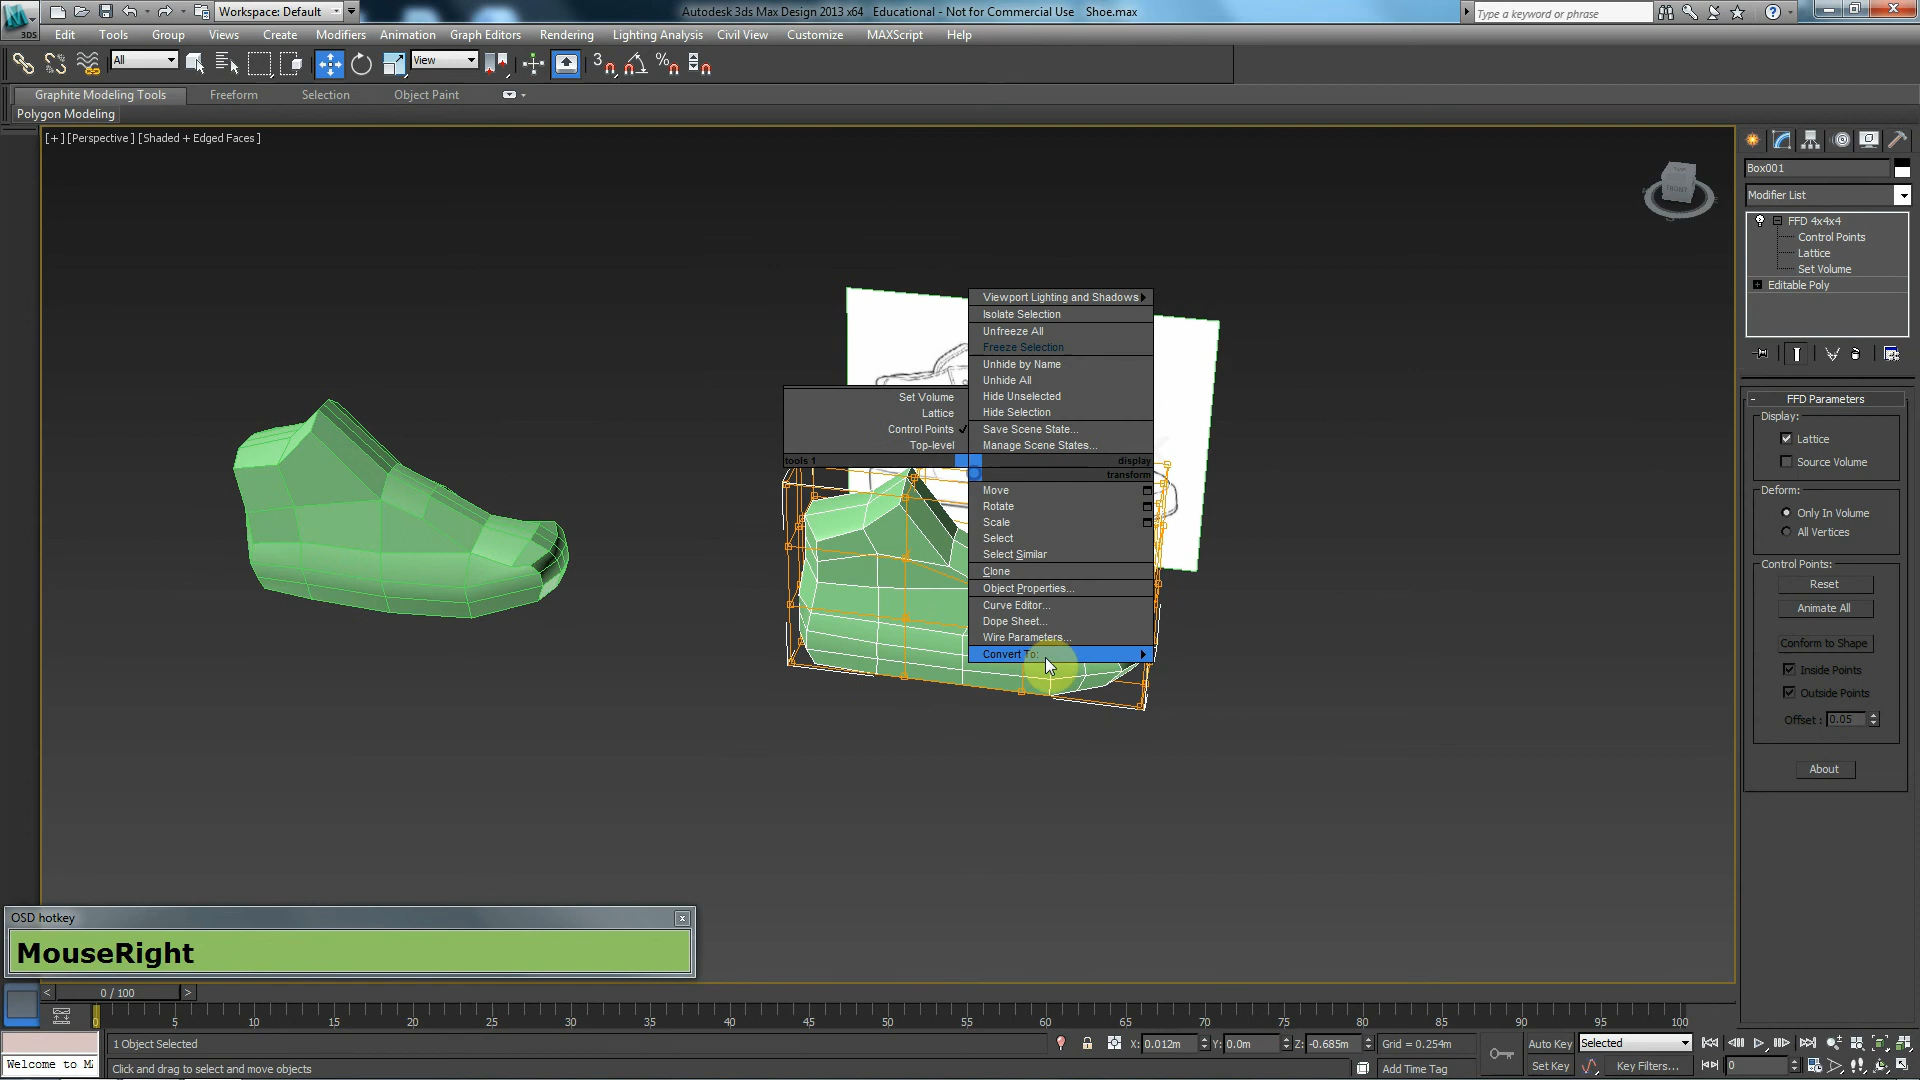 Workspace: Default
Autodesk 3ds Max Design 2013 x64 Educational - Not for Commercial Use Shoe.max
Type a keyword or phrase
3DS
Edit Tools Group Views Create Modifiers Animation Graph Editors Rendering Lighting Analysis Civil View Customize MAXScript Help
All
View
3
Graphite Modeling Tools Freeform Selection Object Paint
Polygon Modeling
[ + ] [Perspective ] [Shaded + Edged Faces ]
FRONT
Box001
Modifier List
FFD 4x4x4
Control Points
Lattice
Set Volume
Editable Poly
FFD Parameters
Display:
Lattice
Source Volume
Deform:
Only In Volume
All Vertices
Control Points:
Reset
Animate All
Conform to Shape
Inside Points
Outside Points
Offset : 0.05
About
Viewport Lighting and Shadows
Isolate Selection
Unfreeze All
Freeze Selection
Unhide by Name
Unhide All
Hide Unselected
Hide Selection
Save Scene State...
Manage Scene States...
display
Set Volume
Lattice
Control Points
Top-level
tools 1
transform
Move
Rotate
Scale
Select
Select Similar
Clone
Object Properties...
Curve Editor...
Dope Sheet...
Wire Parameters...
Convert To:
OSD hotkey
MouseRight
< 0 / 100 >
0 5 10 15 20 25 30 35 40 45 50 55 60 65 70 75 80 85 90 95 100
1 Object Selected
X: 0.012m Y: 0.0m Z: -0.685m Grid = 0.254m
Auto Key Selected
Welcome to M
Click and drag to select and move objects
Add Time Tag
Set Key Key Filters... 0